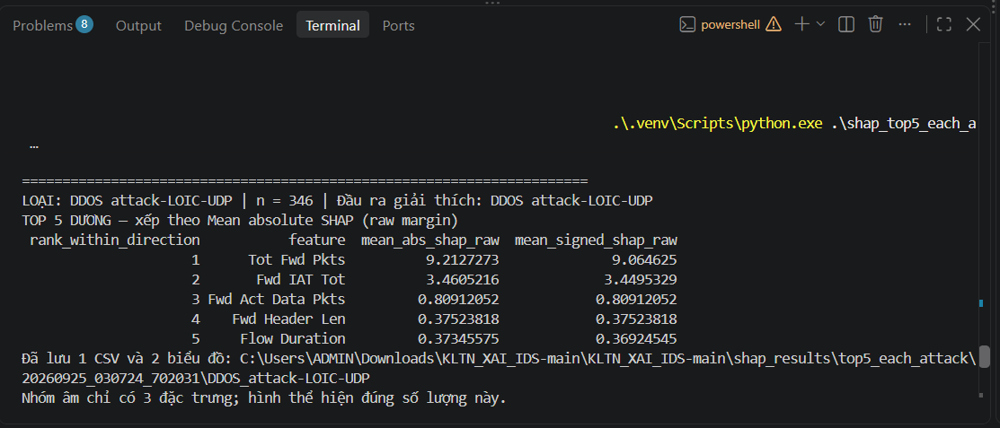 Problems 8 Output Debug Console Terminal Ports powershell
.\.venv\Scripts\python.exe .\shap_top5_each_a
…
======================================================================
LOẠI: DDOS attack-LOIC-UDP | n = 346 | Đầu ra giải thích: DDOS attack-LOIC-UDP
TOP 5 DƯƠNG — xếp theo Mean absolute SHAP (raw margin)
rank_within_direction feature mean_abs_shap_raw mean_signed_shap_raw
1 Tot Fwd Pkts 9.2127273 9.064625
2 Fwd IAT Tot 3.4605216 3.4495329
3 Fwd Act Data Pkts 0.80912052 0.80912052
4 Fwd Header Len 0.37523818 0.37523818
5 Flow Duration 0.37345575 0.36924545
Đã lưu 1 CSV và 2 biểu đồ: C:\Users\ADMIN\Downloads\KLTN_XAI_IDS-main\KLTN_XAI_IDS-main\shap_results\top5_each_attack\
20260925_030724_702031\DDOS_attack-LOIC-UDP
Nhóm âm chỉ có 3 đặc trưng; hình thể hiện đúng số lượng này.